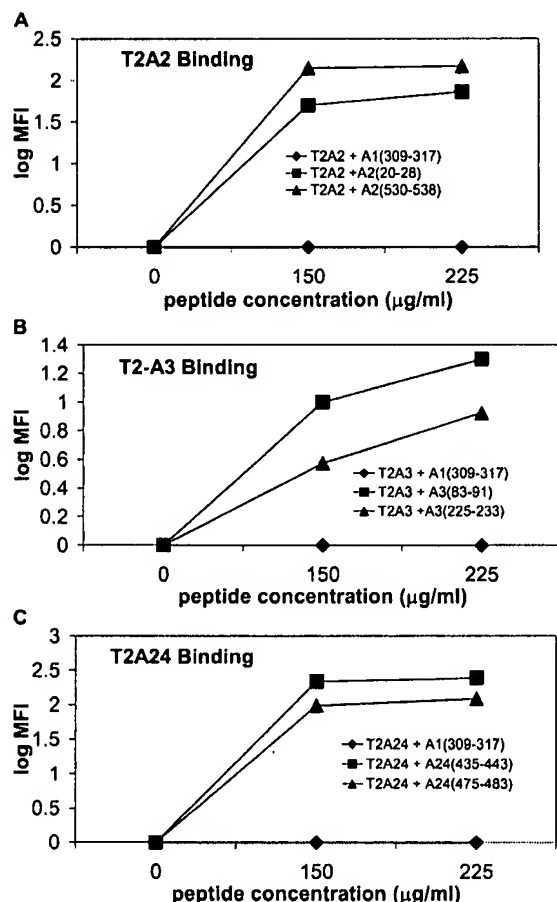 A
T2A2 Binding
2.5
2
1.5
1
0.5
0
log MFI
T2A2 + A1(309-317)
T2A2 +A2(20-28)
T2A2 + A2(530-538)
0 150 225
peptide concentration (µg/ml)
B
T2-A3 Binding
1.4
1.2
1
0.8
0.6
0.4
0.2
0
log MFI
T2A3 + A1(309-317)
T2A3 + A3(83-91)
T2A3 +A3(225-233)
0 150 225
peptide concentration (µg/ml)
C
T2A24 Binding
3
2.5
2
1.5
1
0.5
0
log MFI
T2A24 + A1(309-317)
T2A24 + A24(435-443)
T2A24 + A24(475-483)
0 150 225
peptide concentration (µg/ml)